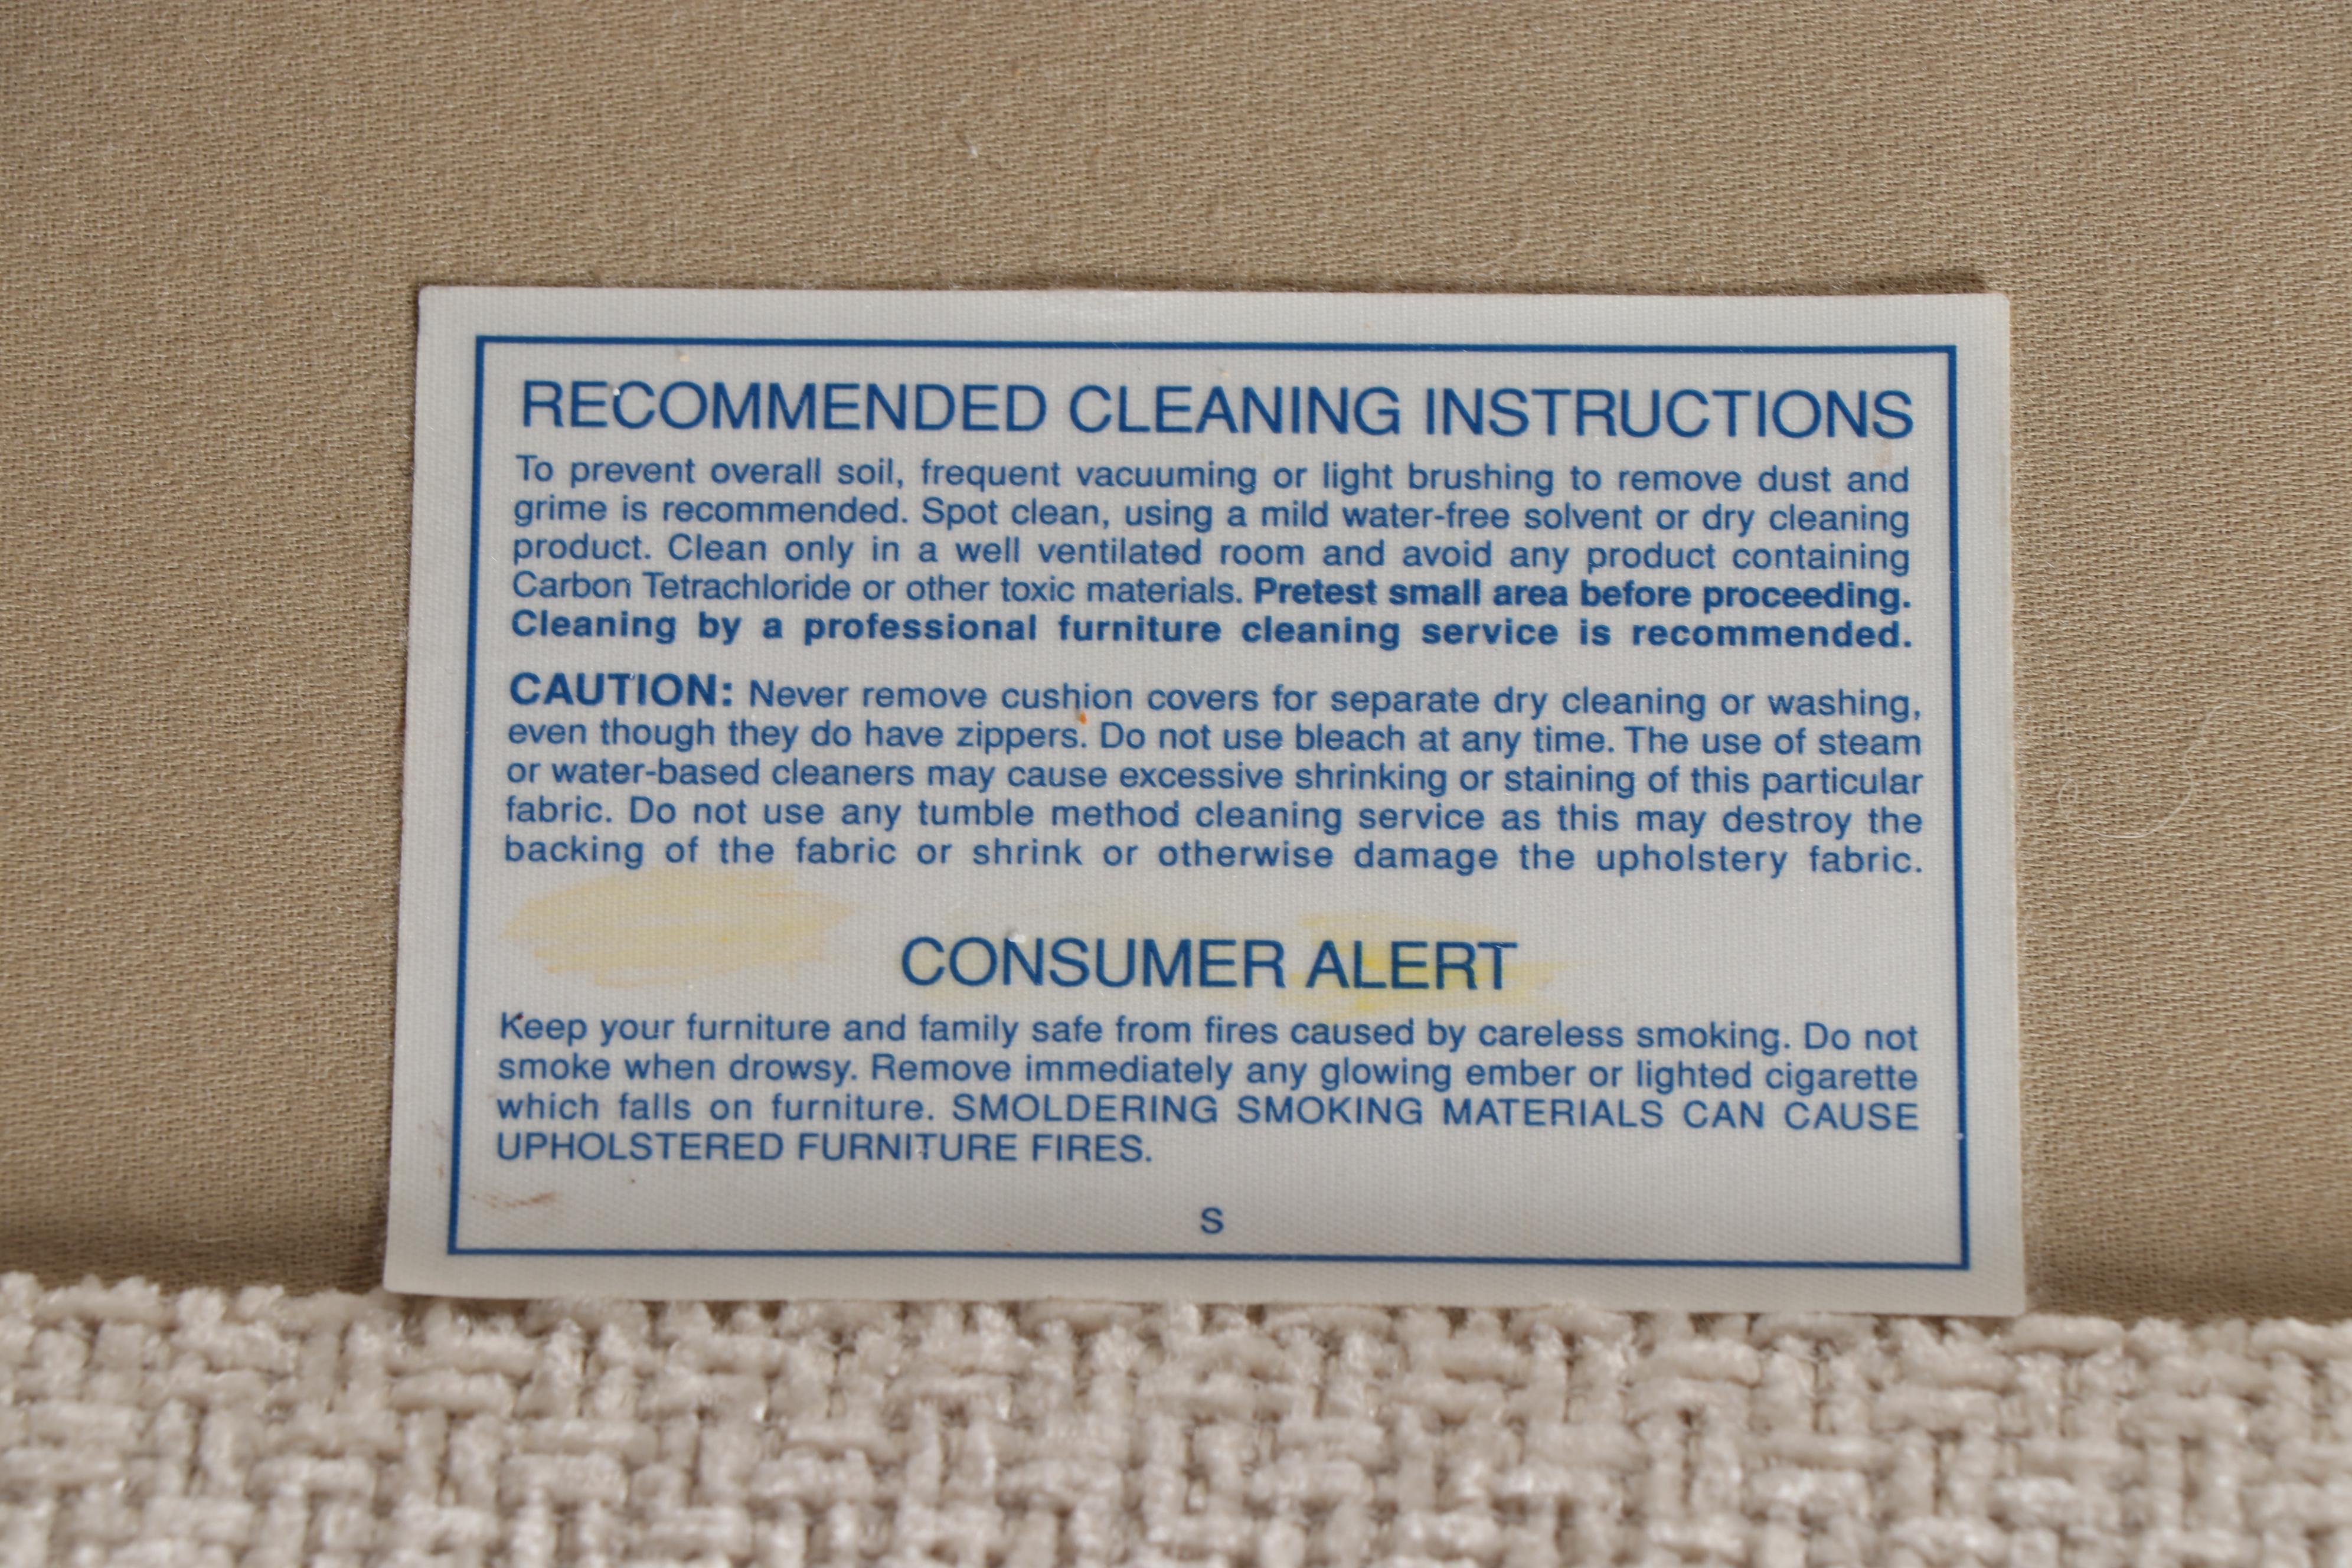 RECOMMENDED CLEANING INSTRUCTIONS
To prevent overall soil, frequent vacuuming or light brushing to remove dust and
grime is recommended. Spot clean, using a mild water-free solvent or dry cleaning
product. Clean only in a well ventilated room and avoid any product containing
Carbon Tetrachloride or other toxic materials. Pretest small area before proceeding.
Cleaning by a professional furniture cleaning service is recommended.
CAUTION: Never remove cushion covers for separate dry cleaning or washing,
even though they do have zippers. Do not use bleach at any time. The use of steam
or water-based cleaners may cause excessive shrinking or staining of this particular
fabric. Do not use any tumble method cleaning service as this may destroy the
backing of the fabric or shrink or otherwise damage the upholstery fabric.
CONSUMER ALERT
Keep your furniture and family safe from fires caused by careless smoking. Do not
smoke when drowsy. Remove immediately any glowing ember or lighted cigarette
which falls on furniture. SMOLDERING SMOKING MATERIALS CAN CAUSE
UPHOLSTERED FURNITURE FIRES.
S